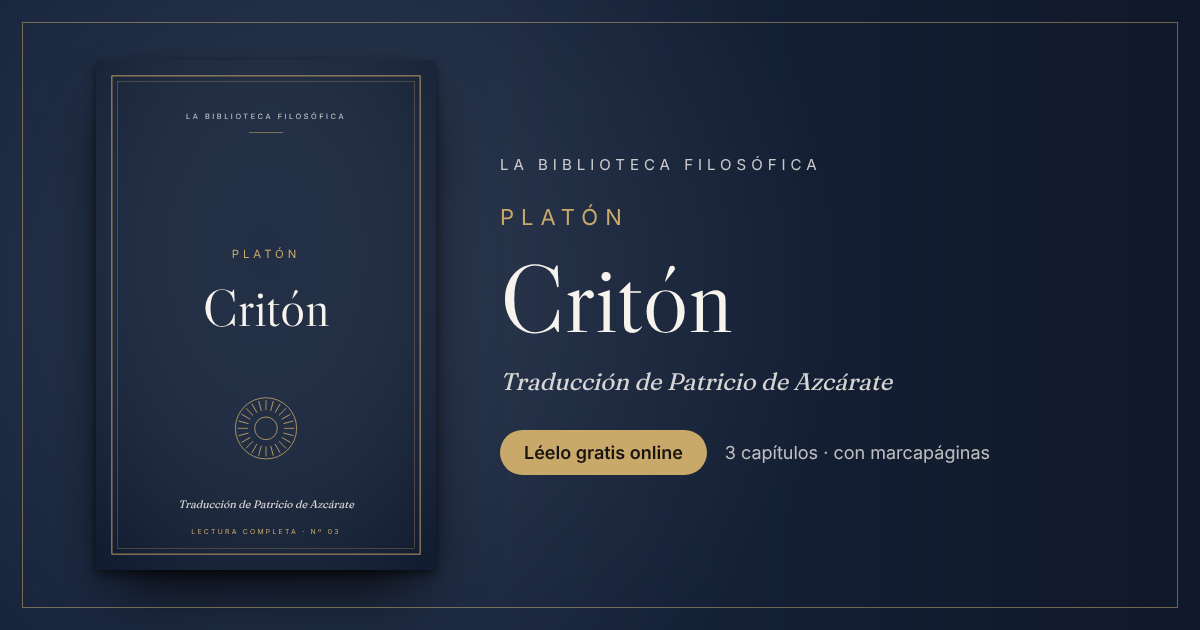 LA BIBLIOTECA FILOSÓFICA
PLATÓN
Critón
Traducción de Patricio de Azcárate
LECTURA COMPLETA · Nº 03
LA BIBLIOTECA FILOSÓFICA
PLATÓN
Critón
Traducción de Patricio de Azcárate
Léelo gratis online
3 capítulos · con marcapáginas